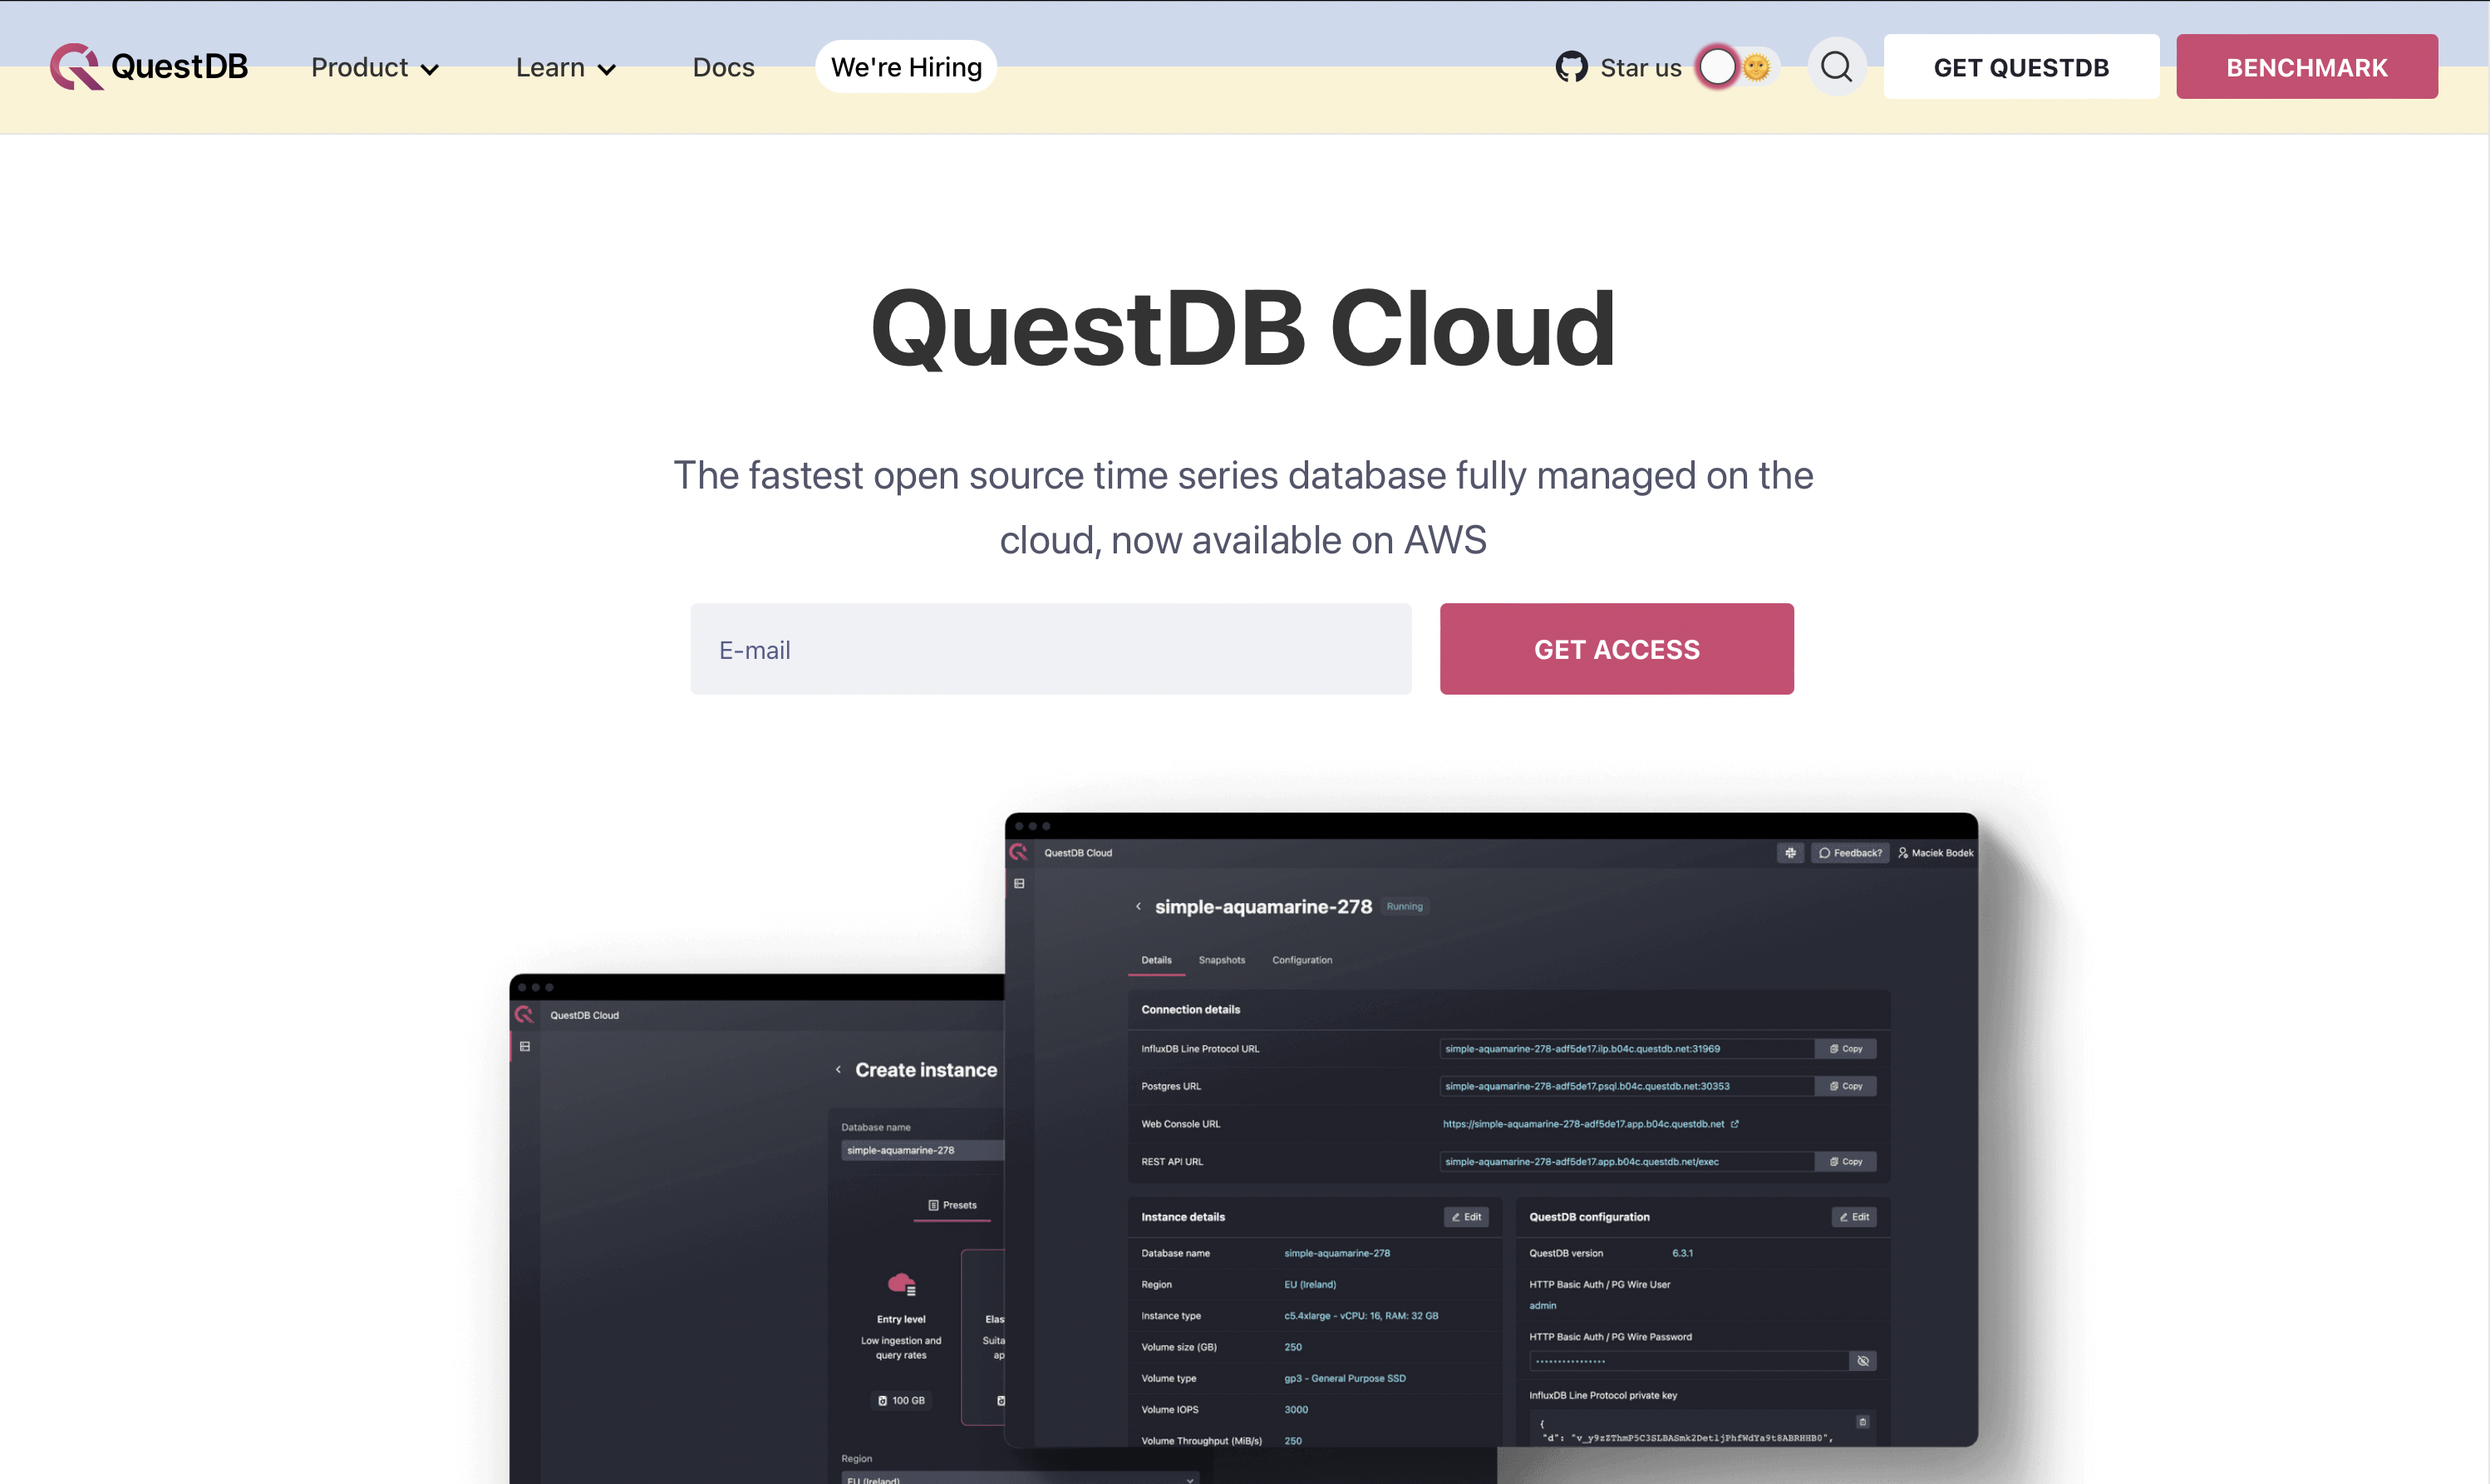 QuestDB
Product
Learn
Docs
We're Hiring
Star us
GET QUESTDB
BENCHMARK
QuestDB Cloud
The fastest open source time series database fully managed on the
cloud, now available on AWS
E-mail
GET ACCESS
QuestDB Cloud
Feedback?
Maciek Bodek
simple-aquamarine-278
Running
Details
Snapshots
Configuration
Connection details
InfluxDB Line Protocol URL
simple-aquamarine-278-adf5de17.ilp.b04c.questdb.net:31969
Copy
Postgres URL
simple-aquamarine-278-adf5de17.psql.b04c.questdb.net:30353
Copy
Web Console URL
https://simple-aquamarine-278-adf5de17.app.b04c.questdb.net
REST API URL
simple-aquamarine-278-adf5de17.app.b04c.questdb.net/exec
Copy
Instance details
Edit
Database name
simple-aquamarine-278
Region
EU (Ireland)
Instance type
c5.4xlarge - vCPU: 16, RAM: 32 GB
Volume size (GB)
250
Volume type
gp3 - General Purpose SSD
Volume IOPS
3000
Volume Throughput (MiB/s)
250
QuestDB configuration
Edit
QuestDB version
6.3.1
HTTP Basic Auth / PG Wire User
admin
HTTP Basic Auth / PG Wire Password
InfluxDB Line Protocol private key
{
"d": "v_y9zZThmP5C3SLBASmk2DetljPhfWdYa9t8ABRHHB0",
QuestDB Cloud
Create instance
Database name
simple-aquamarine-278
Presets
Entry level
Low ingestion and
query rates
100 GB
Elas
Suita
ap
Region
EU (Ireland)